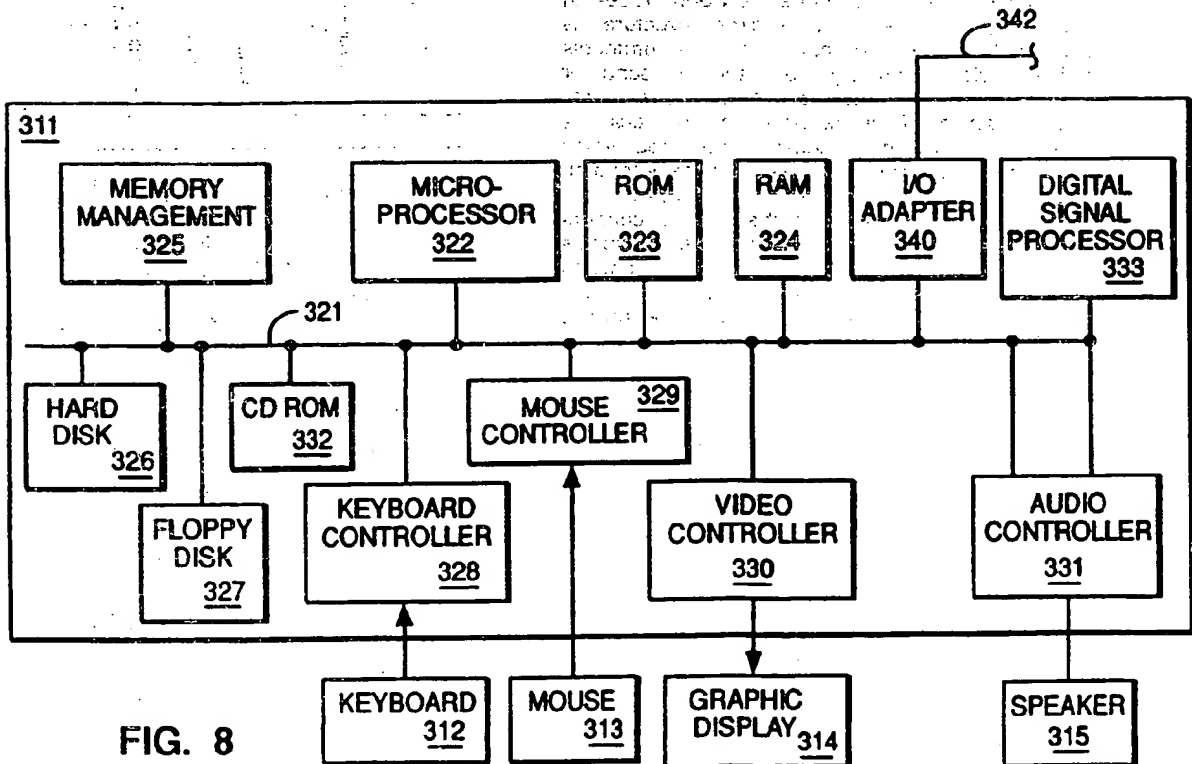 342
311
MEMORY
MANAGEMENT
325
MICRO-
PROCESSOR
322
ROM
323
RAM
324
I/O
ADAPTER
340
DIGITAL
SIGNAL
PROCESSOR
333
321
HARD
DISK
326
CD ROM
332
MOUSE
CONTROLLER
329
FLOPPY
DISK
327
KEYBOARD
CONTROLLER
328
VIDEO
CONTROLLER
330
AUDIO
CONTROLLER
331
KEYBOARD
312
MOUSE
313
GRAPHIC
DISPLAY
314
SPEAKER
315
FIG. 8